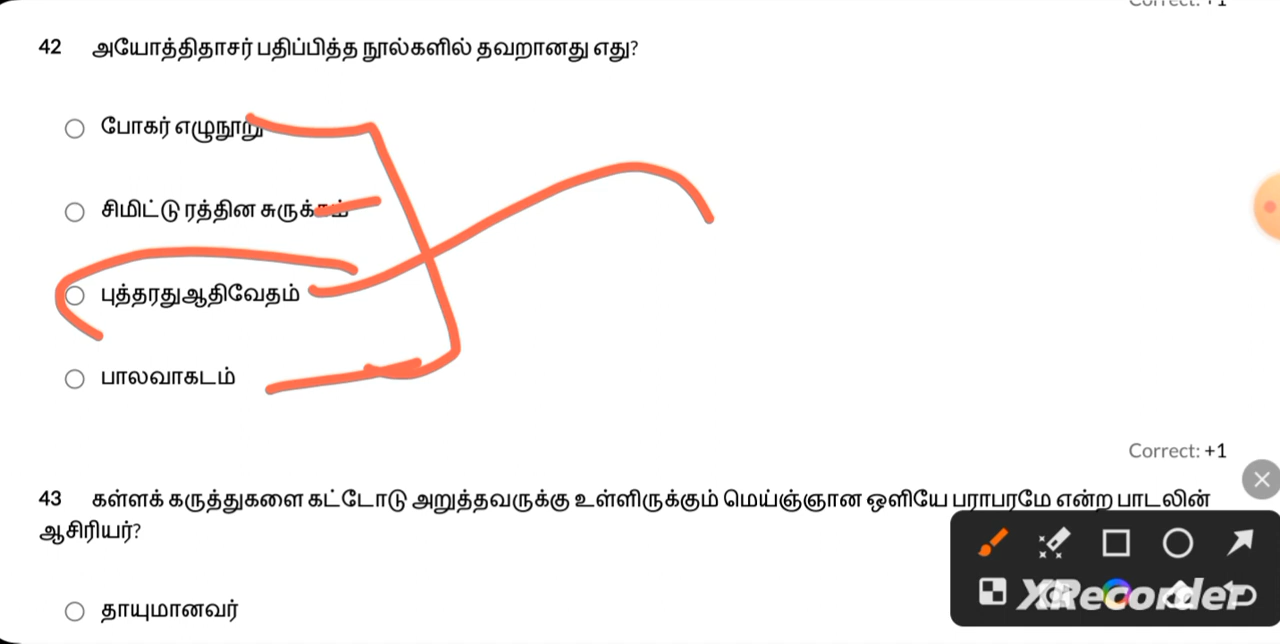 Correct: +1
42 அயோத்திதாசர் பதிப்பித்த நூல்களில் தவறானது எது?
போகர் எழுநூறு
சிமிட்டு ரத்தின சுருக்கம்
புத்தரதுஆதிவேதம்
பாலவாகடம்
Correct: +1
43 கள்ளக் கருத்துகளை கட்டோடு அறுத்தவருக்கு உள்ளிருக்கும் மெய்ஞ்ஞான ஒளியே பராபரமே என்ற பாடலின்
ஆசிரியர்?
XRecorder
தாயுமானவர்